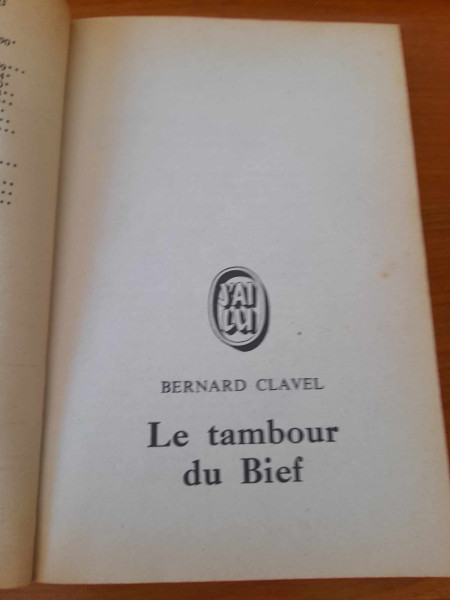 J'AI
LU
BERNARD CLAVEL
Le tambour
du Bief